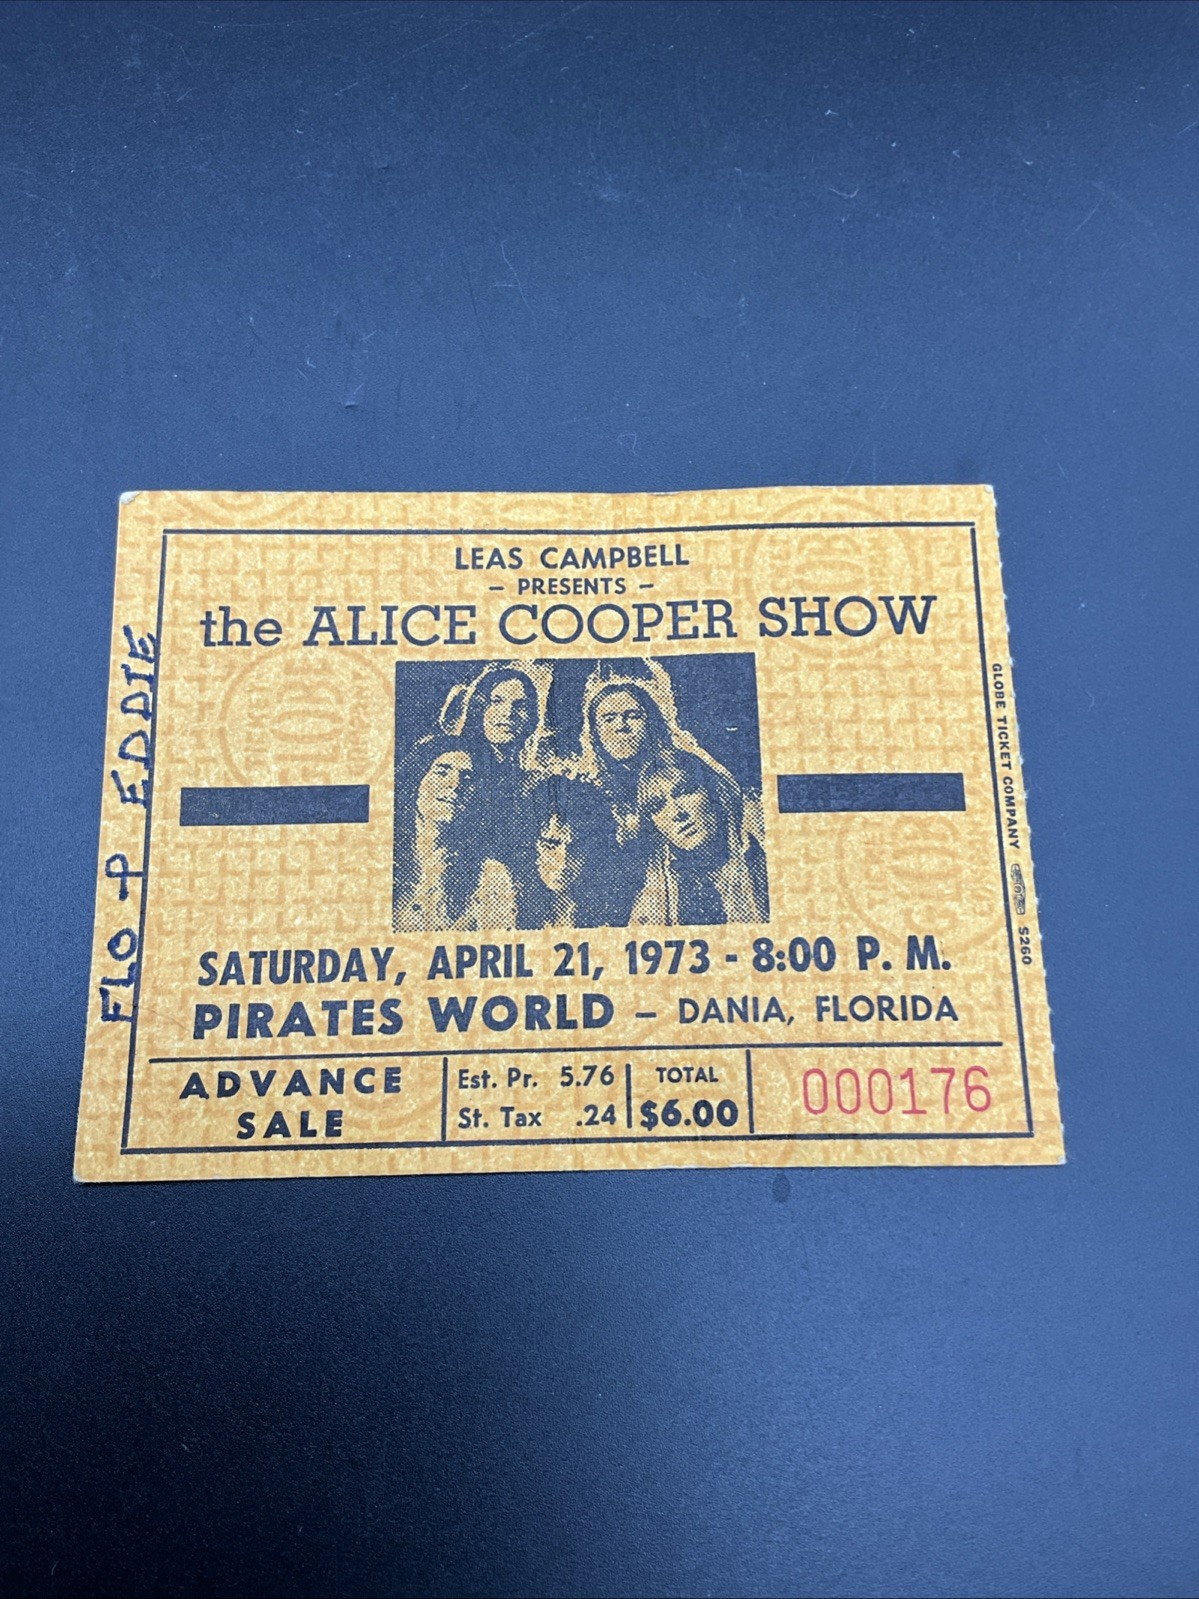 LEAS CAMPBELL
– PRESENTS –
the ALICE COOPER SHOW
SATURDAY, APRIL 21, 1973 - 8:00 P. M.
PIRATES WORLD – DANIA, FLORIDA
ADVANCE SALE
Est. Pr. 5.76
St. Tax .24
TOTAL
$6.00
000176
FLO & EDDIE
GLOBE TICKET COMPANY S260